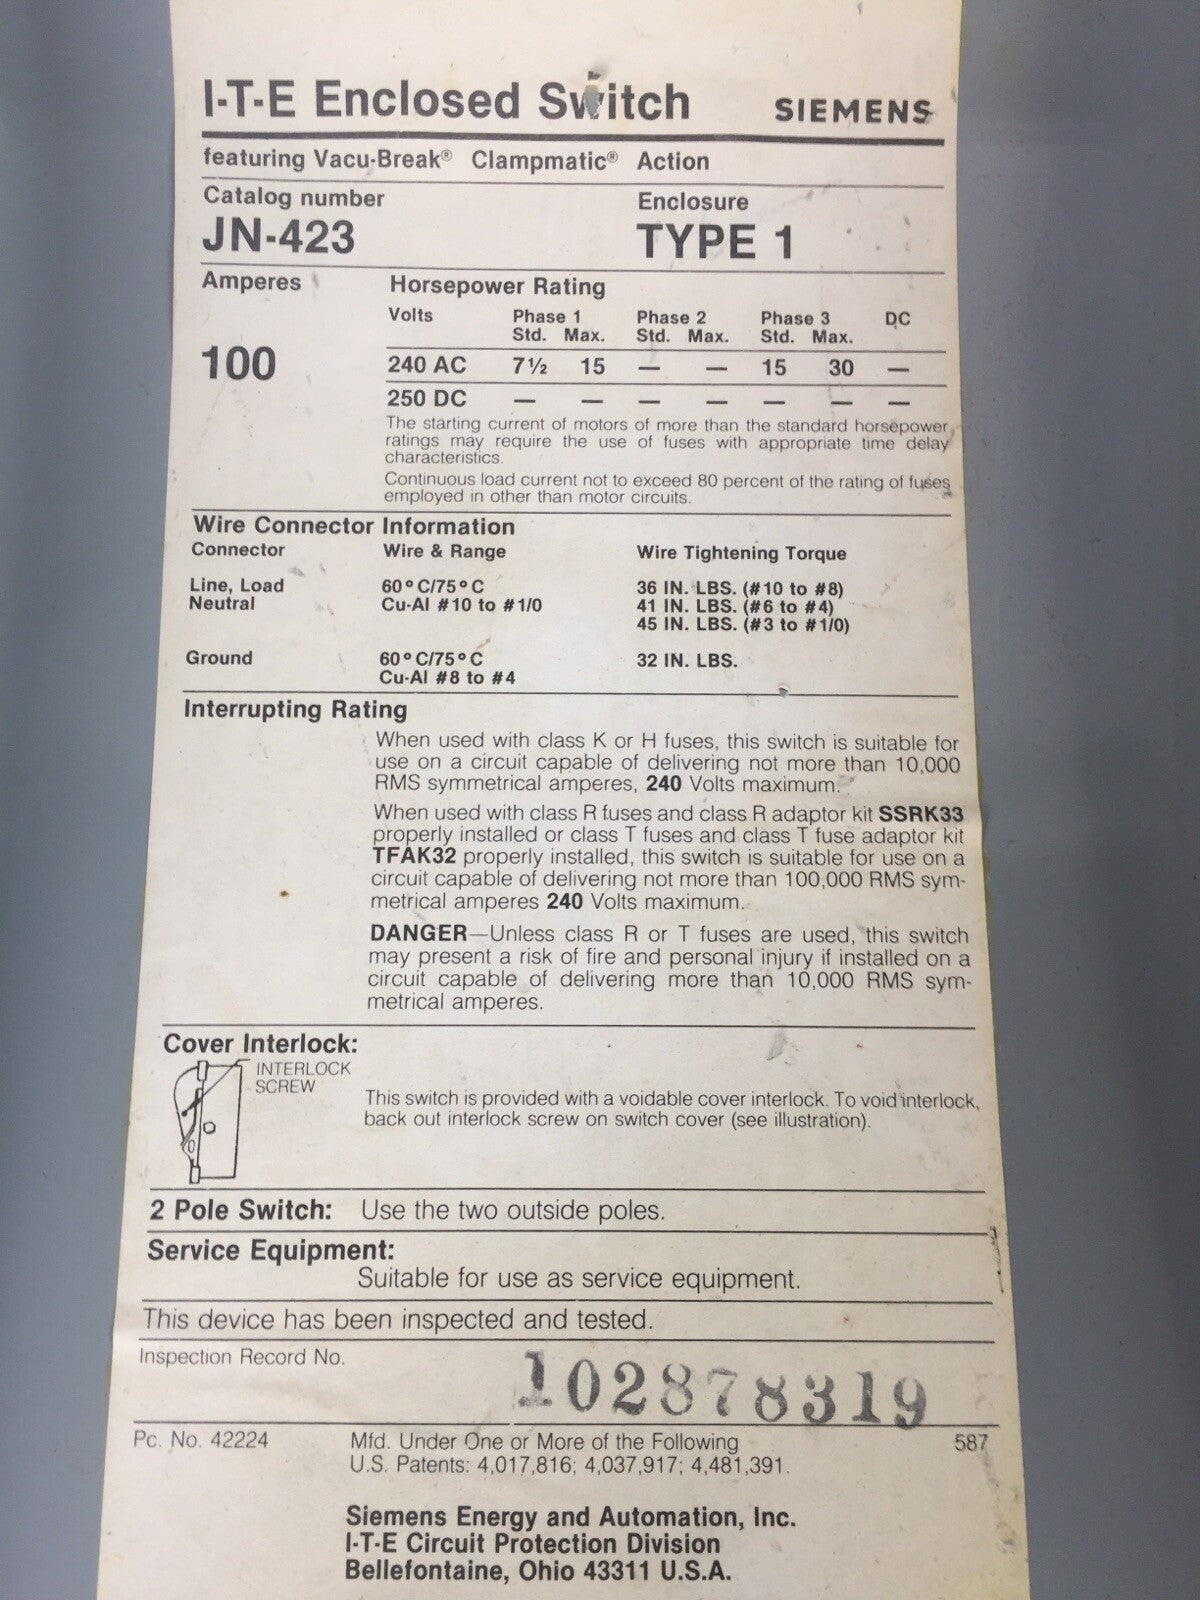 I-T-E Enclosed Switch SIEMENS
featuring Vacu-Break® Clampmatic® Action
Catalog number Enclosure
JN-423 TYPE 1
Amperes Horsepower Rating
Volts Phase 1 Phase 2 Phase 3 DC
Std. Max. Std. Max. Std. Max.
100 240 AC 7½ 15 — — 15 30 —
250 DC — — — — — — —
The starting current of motors of more than the standard horsepower
ratings may require the use of fuses with appropriate time delay
characteristics.
Continuous load current not to exceed 80 percent of the rating of fuses
employed in other than motor circuits.
Wire Connector Information
Connector Wire & Range Wire Tightening Torque
Line, Load 60°C/75°C 36 IN. LBS. (#10 to #8)
Neutral Cu-Al #10 to #1/0 41 IN. LBS. (#6 to #4)
45 IN. LBS. (#3 to #1/0)
Ground 60°C/75°C 32 IN. LBS.
Cu-Al #8 to #4
Interrupting Rating
When used with class K or H fuses, this switch is suitable for
use on a circuit capable of delivering not more than 10,000
RMS symmetrical amperes, 240 Volts maximum.
When used with class R fuses and class R adaptor kit SSRK33
properly installed or class T fuses and class T fuse adaptor kit
TFAK32 properly installed, this switch is suitable for use on a
circuit capable of delivering not more than 100,000 RMS sym-
metrical amperes 240 Volts maximum.
DANGER—Unless class R or T fuses are used, this switch
may present a risk of fire and personal injury if installed on a
circuit capable of delivering more than 10,000 RMS sym-
metrical amperes.
Cover Interlock:
INTERLOCK
SCREW
This switch is provided with a voidable cover interlock. To void interlock,
back out interlock screw on switch cover (see illustration).
2 Pole Switch: Use the two outside poles.
Service Equipment:
Suitable for use as service equipment.
This device has been inspected and tested.
Inspection Record No. 102878319
Pc. No. 42224 Mfd. Under One or More of the Following 587
U.S. Patents: 4,017,816; 4,037,917; 4,481,391.
Siemens Energy and Automation, Inc.
I-T-E Circuit Protection Division
Bellefontaine, Ohio 43311 U.S.A.